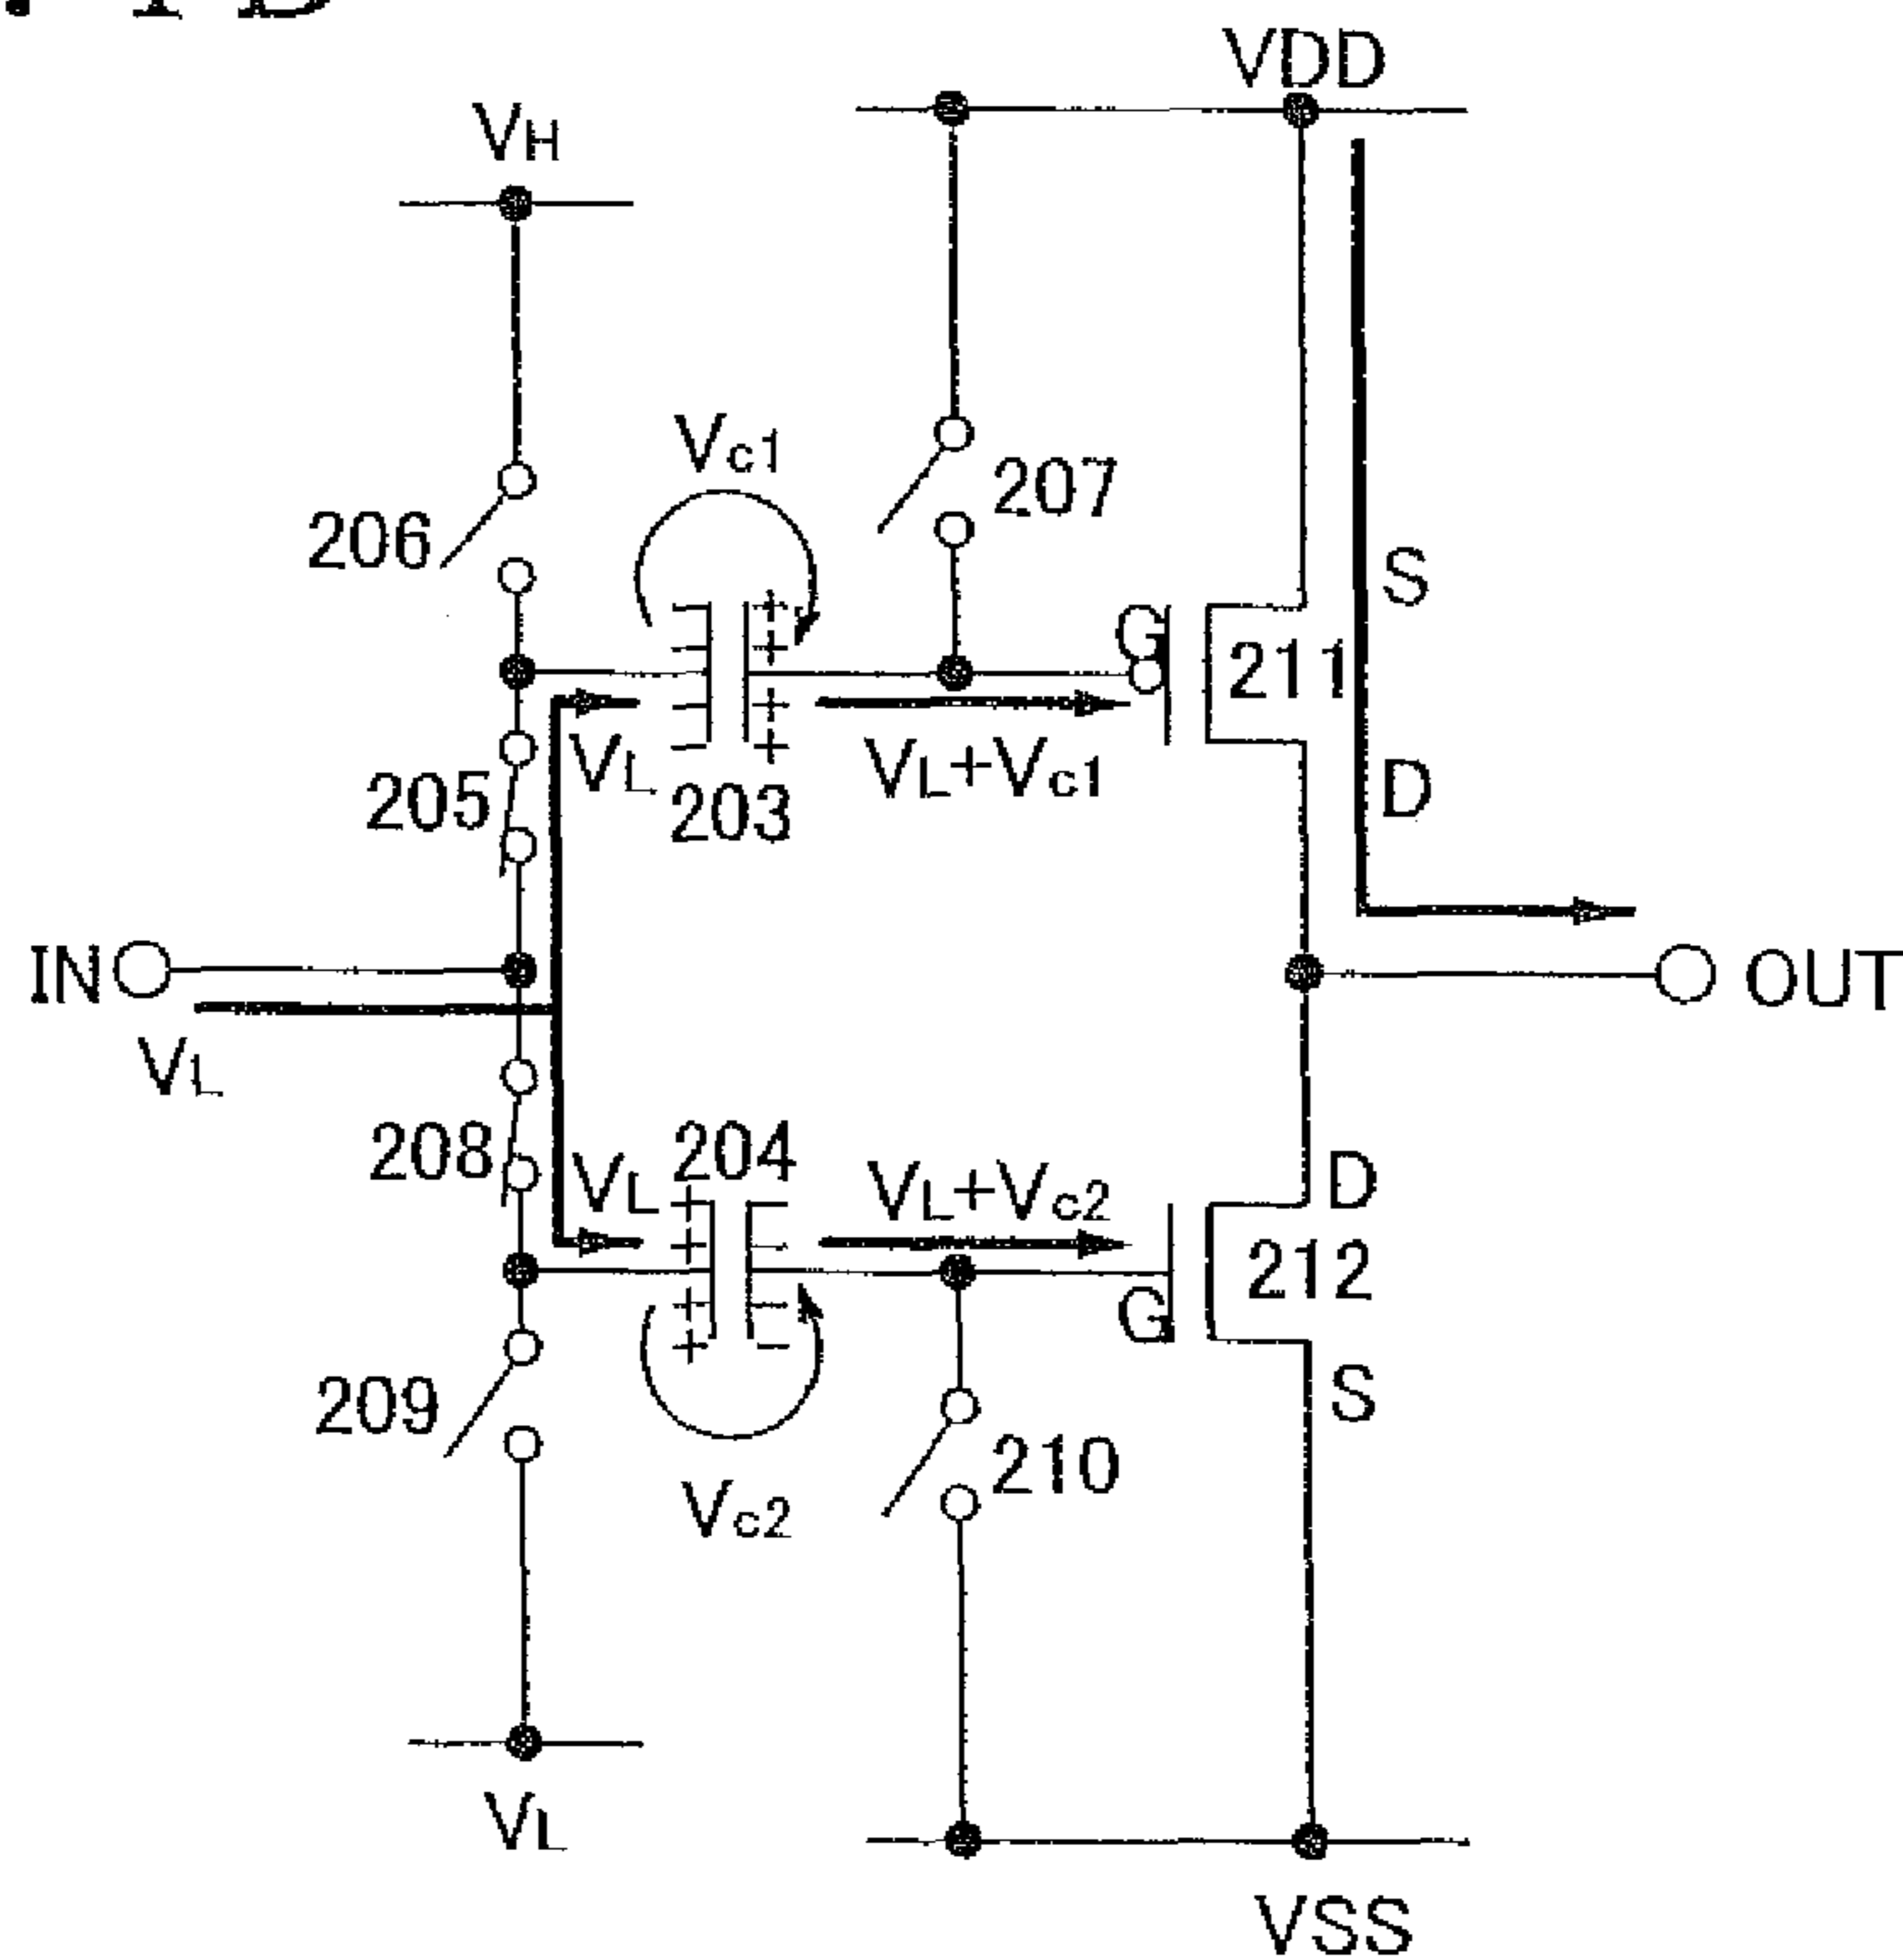 VDD
VH
Vc1
207
206
S
G
211
VL
VL+Vc1
205
203
D
IN
OUT
VL
208
204
VL
VL+Vc2
D
212
G
209
S
210
Vc2
VL
VSS